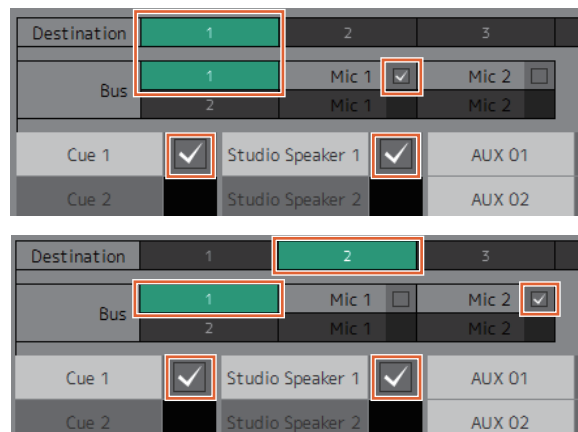 Destination 1 2 3
Bus 1 Mic 1 Mic 2
2 Mic 1 Mic 2
Cue 1 Studio Speaker 1 AUX 01
Cue 2 Studio Speaker 2 AUX 02
Destination 1 2 3
Bus 1 Mic 1 Mic 2
2 Mic 1 Mic 2
Cue 1 Studio Speaker 1 AUX 01
Cue 2 Studio Speaker 2 AUX 02